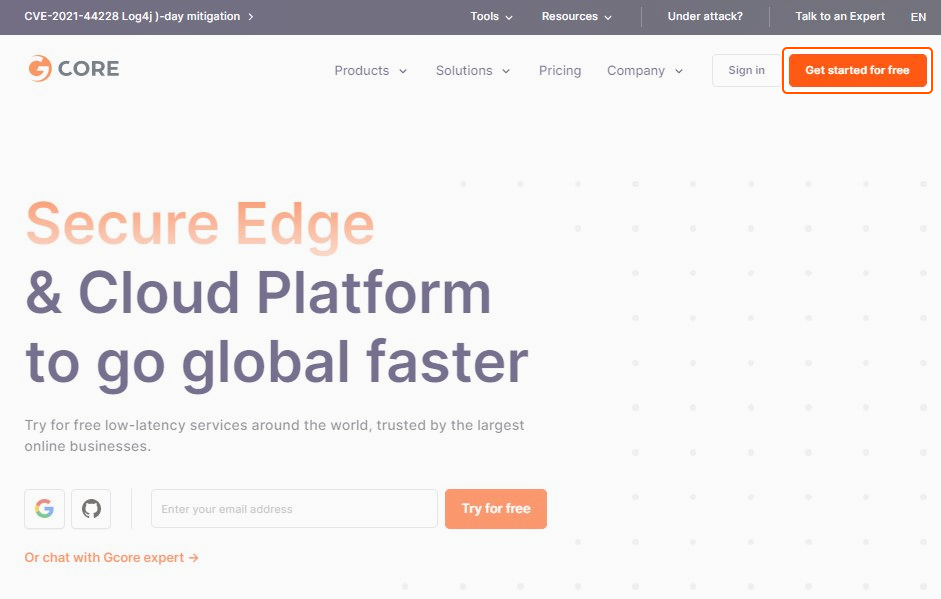 CVE-2021-44228 Log4j )-day mitigation
Tools
Resources
Under attack?
Talk to an Expert
EN
G CORE
Products
Solutions
Pricing
Company
Sign in
Get started for free
Secure Edge
& Cloud Platform
to go global faster
Try for free low-latency services around the world, trusted by the largest
online businesses.
G
Enter your email address
Try for free
Or chat with Gcore expert →